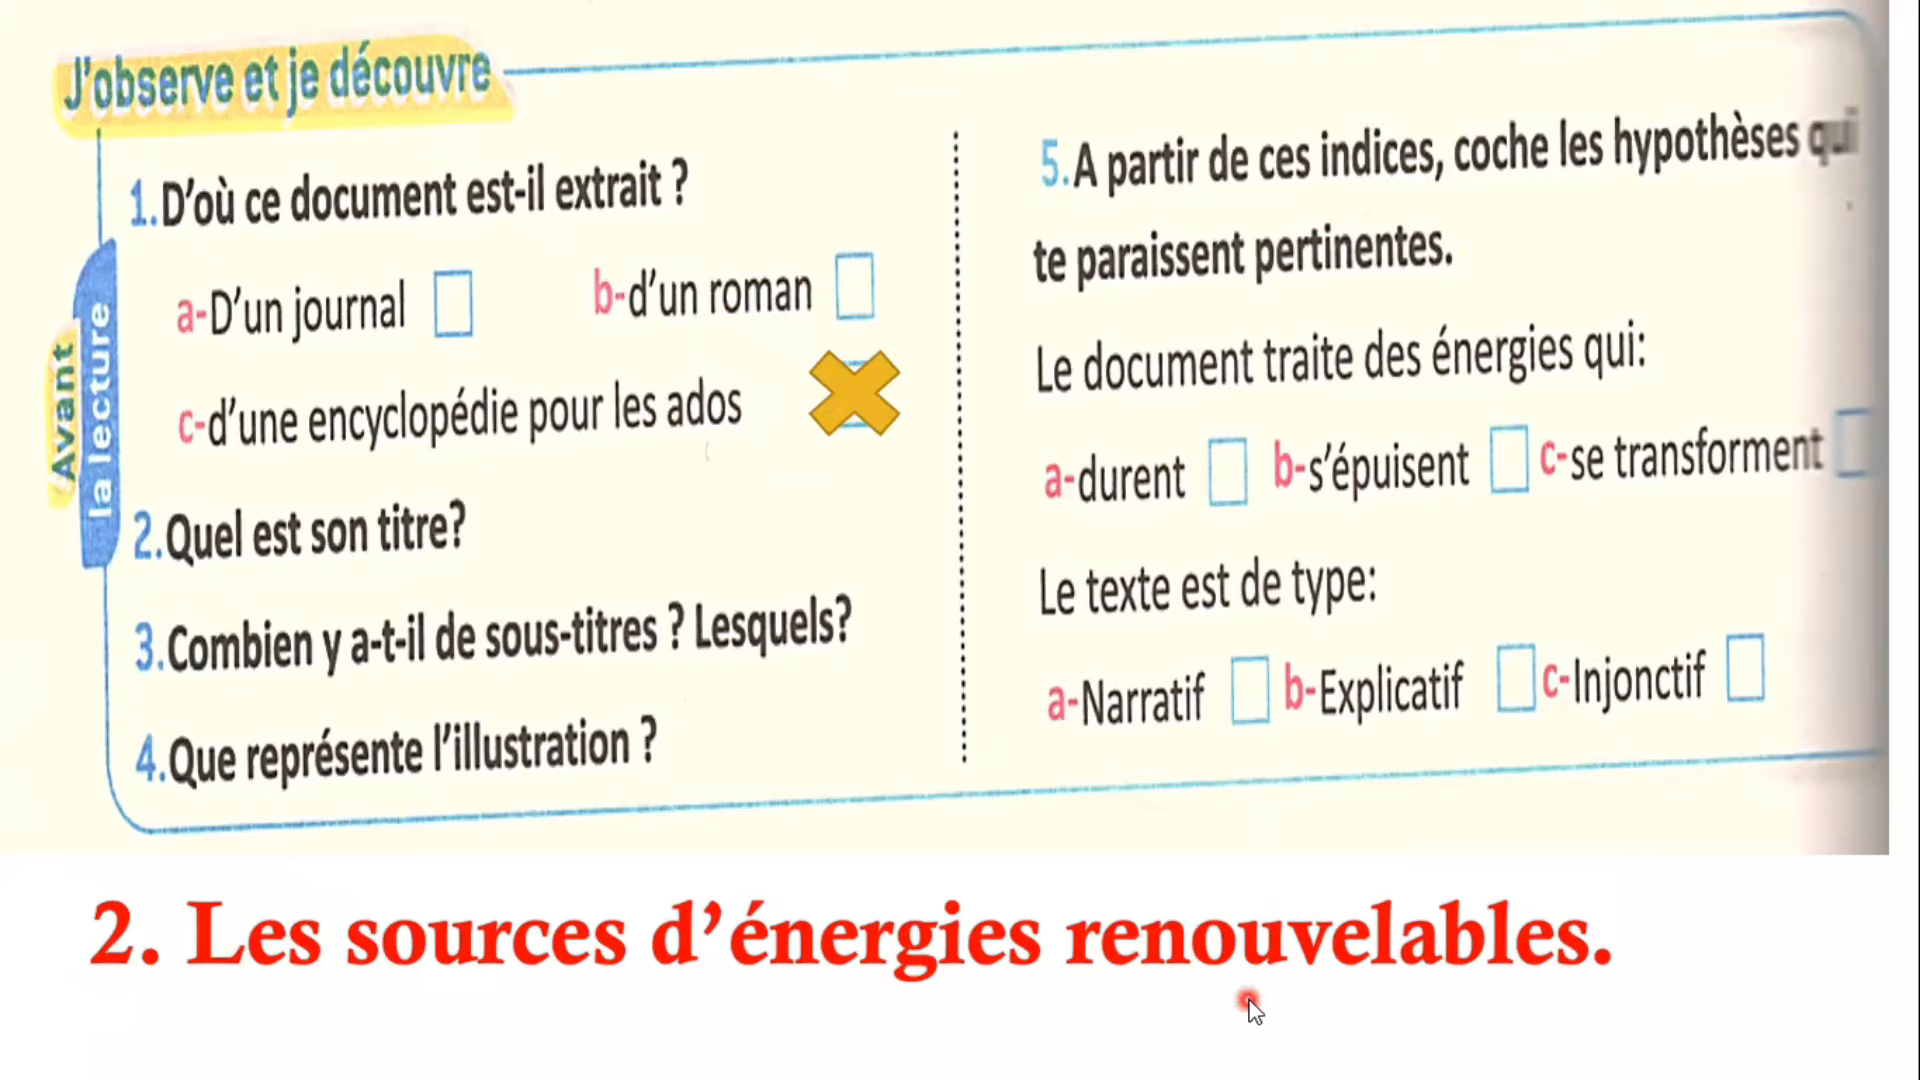 J'observe et je découvre
Avant
la lecture
1.D'où ce document est-il extrait ?
a-D'un journal
b-d'un roman
c-d'une encyclopédie pour les ados
2.Quel est son titre?
3.Combien y a-t-il de sous-titres ? Lesquels?
4.Que représente l'illustration ?
5.A partir de ces indices, coche les hypothèses qui
te paraissent pertinentes.
Le document traite des énergies qui:
a-durent b-s'épuisent c-se transforment
Le texte est de type:
a-Narratif b-Explicatif c-Injonctif
2. Les sources d'énergies renouvelables.